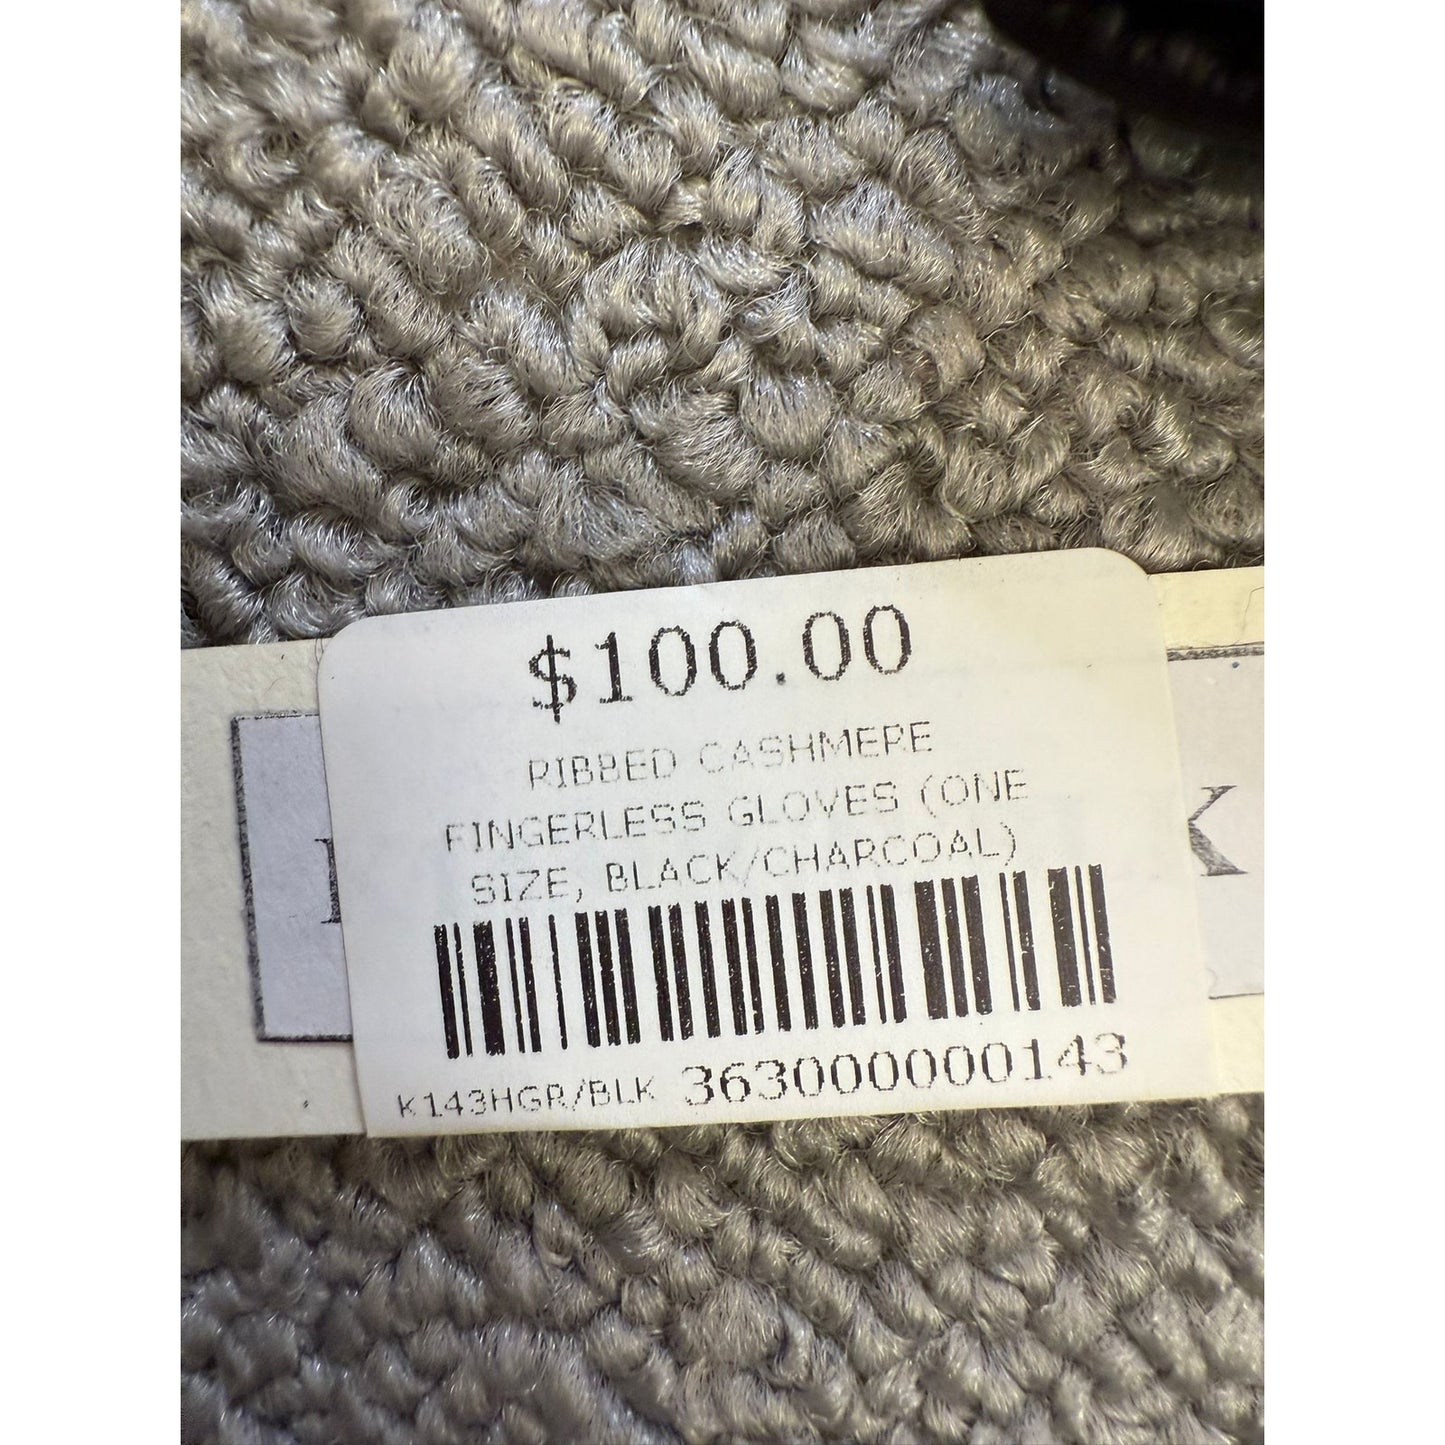 $100.00
RIBBED CASHMERE
FINGERLESS GLOVES (ONE
SIZE, BLACK/CHARCOAL)
K143HGR/BLK 363000000143
K